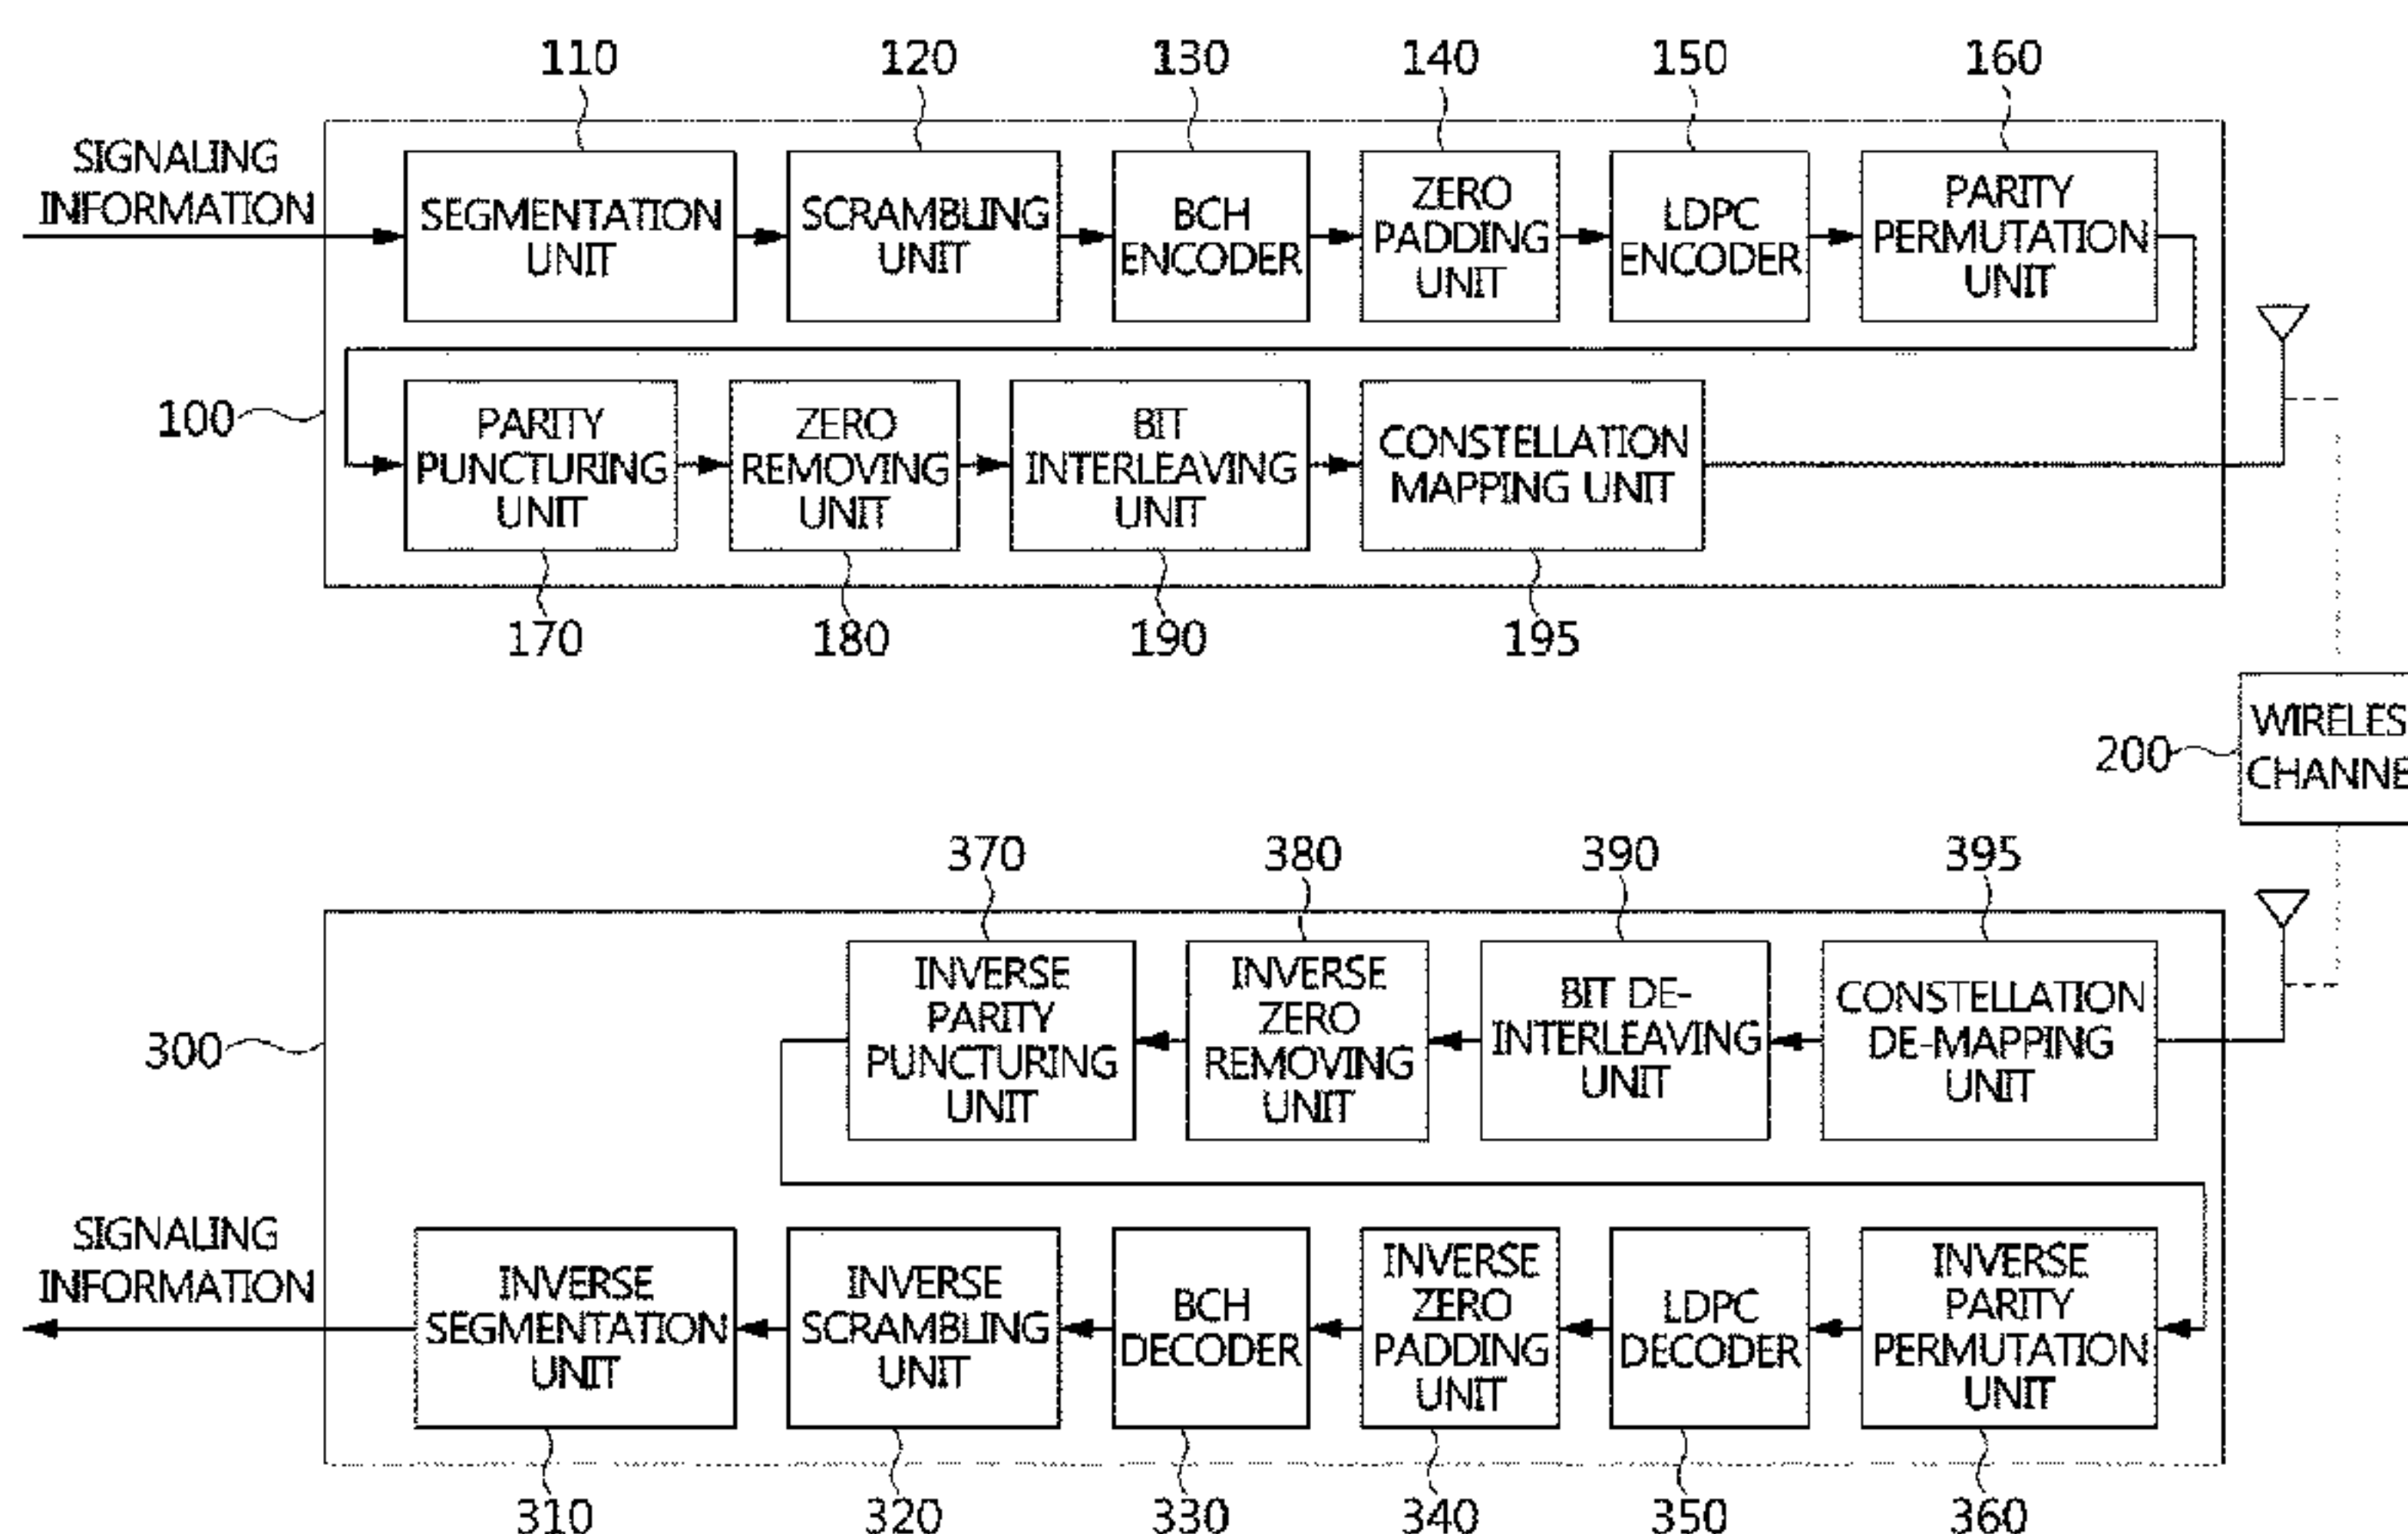 110 120 130 140 150 160
SIGNALING
INFORMATION
SEGMENTATION
UNIT
SCRAMBLING
UNIT
BCH
ENCODER
ZERO
PADDING
UNIT
LDPC
ENCODER
PARITY
PERMUTATION
UNIT
100
PARITY
PUNCTURING
UNIT
ZERO
REMOVING
UNIT
BIT
INTERLEAVING
UNIT
CONSTELLATION
MAPPING UNIT
170 180 190 195
200
WIRELES
CHANNE
370 380 390 395
300
INVERSE
PARITY
PUNCTURING
UNIT
INVERSE
ZERO
REMOVING
UNIT
BIT DE-
INTERLEAVING
UNIT
CONSTELLATION
DE-MAPPING
UNIT
SIGNALING
INFORMATION
INVERSE
SEGMENTATION
UNIT
INVERSE
SCRAMBLING
UNIT
BCH
DECODER
INVERSE
ZERO
PADDING
UNIT
LDPC
DECODER
INVERSE
PARITY
PERMUTATION
UNIT
310 320 330 340 350 360